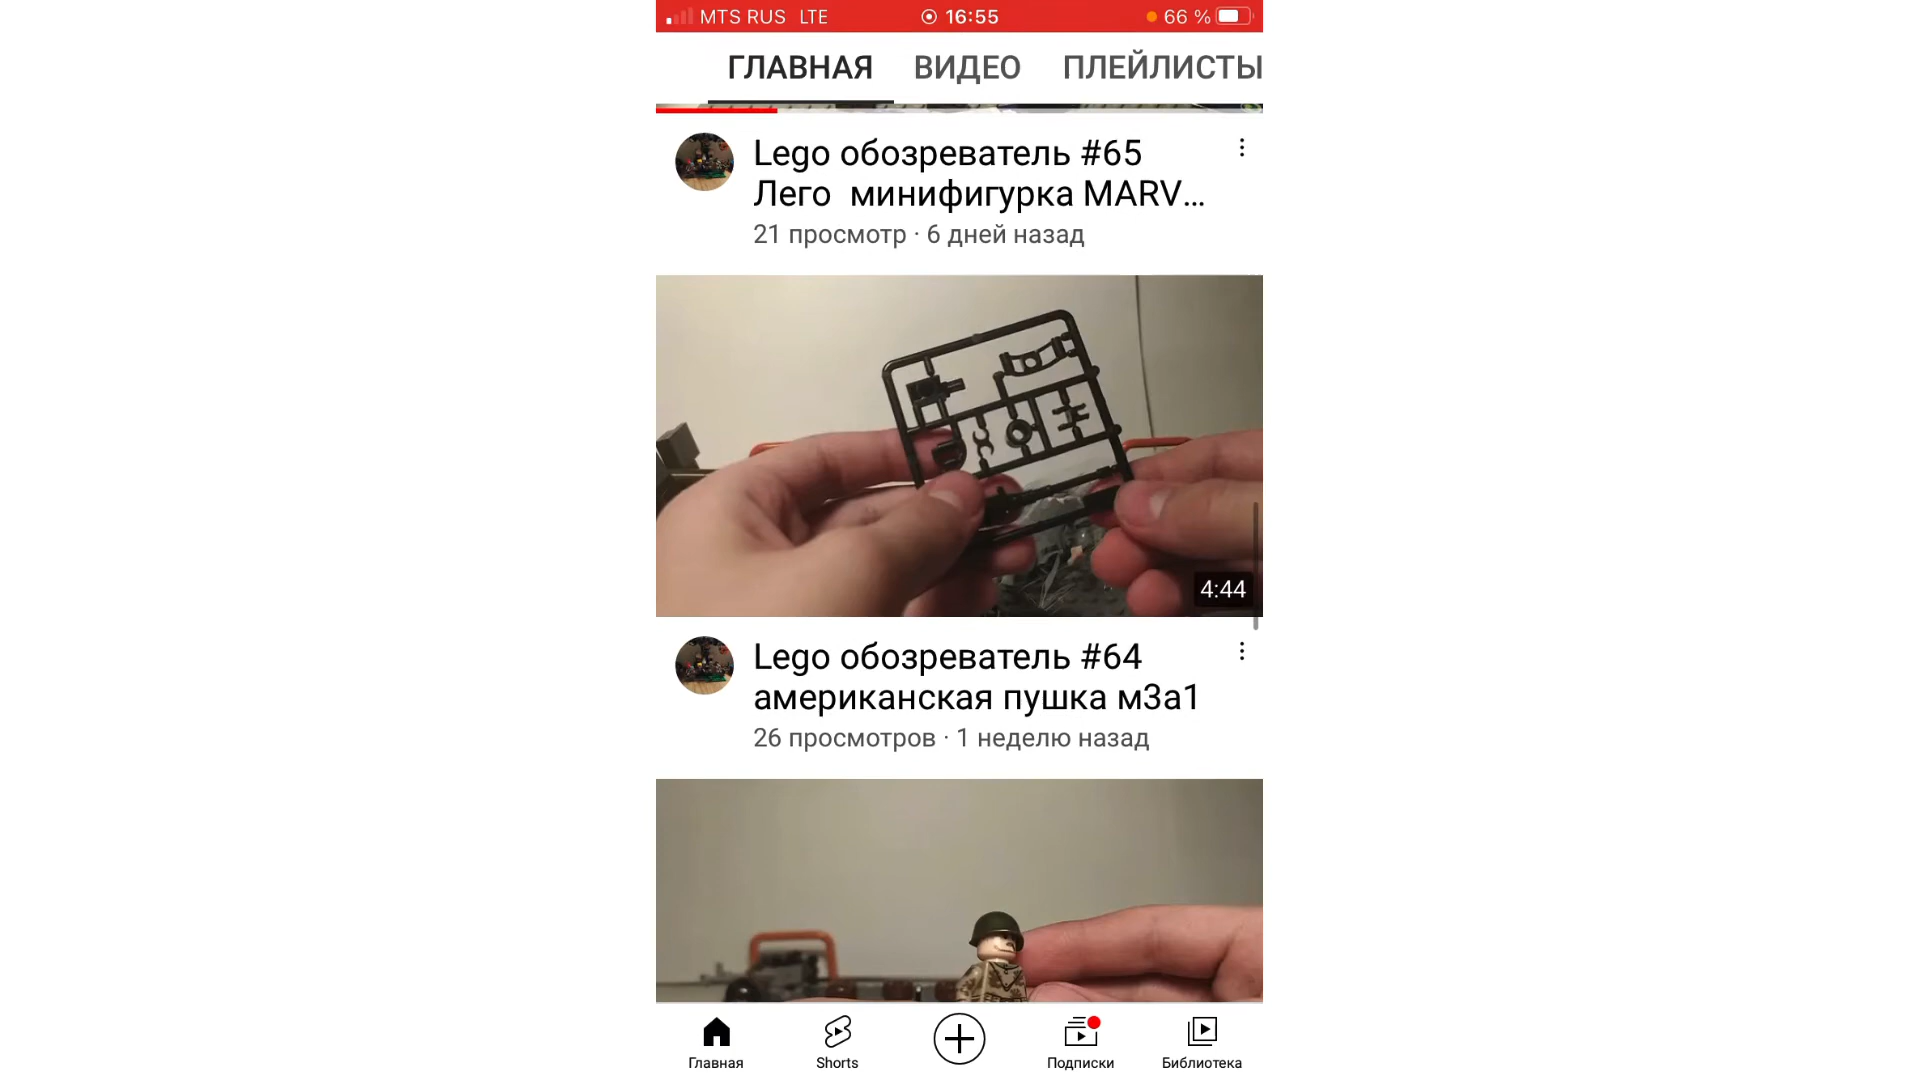 MTS RUS LTE 16:55 66 %
ГЛАВНАЯ ВИДЕО ПЛЕЙЛИСТЫ
Lego обозреватель #65
Лего минифигурка MARV...
21 просмотр · 6 дней назад
4:44
Lego обозреватель #64
американская пушка м3а1
26 просмотров · 1 неделю назад
Главная Shorts Подписки Библиотека